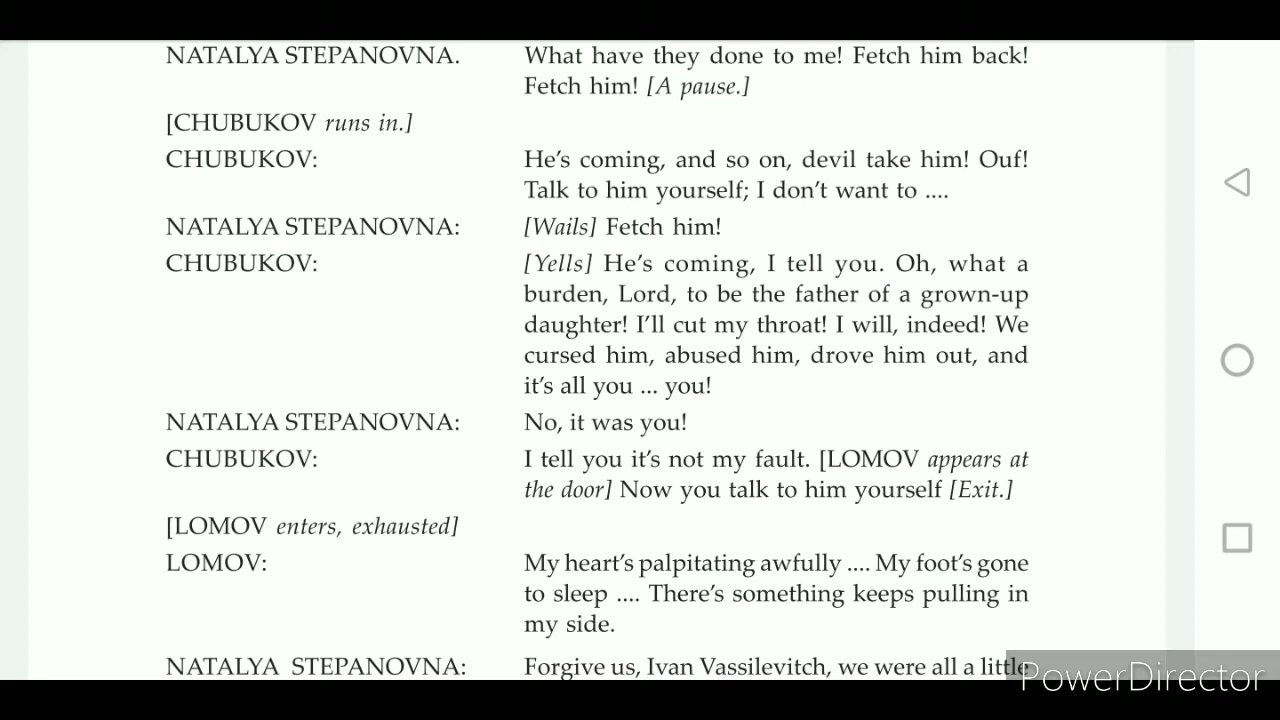 NATALYA STEPANOVNA. What have they done to me! Fetch him back!
Fetch him! [A pause.]
[CHUBUKOV runs in.]
CHUBUKOV: He's coming, and so on, devil take him! Ouf!
Talk to him yourself; I don't want to ....
NATALYA STEPANOVNA: [Wails] Fetch him!
CHUBUKOV: [Yells] He's coming, I tell you. Oh, what a
burden, Lord, to be the father of a grown-up
daughter! I'll cut my throat! I will, indeed! We
cursed him, abused him, drove him out, and
it's all you ... you!
NATALYA STEPANOVNA: No, it was you!
CHUBUKOV: I tell you it's not my fault. [LOMOV appears at
the door] Now you talk to him yourself [Exit.]
[LOMOV enters, exhausted]
LOMOV: My heart's palpitating awfully .... My foot's gone
to sleep .... There's something keeps pulling in
my side.
NATALYA STEPANOVNA: Forgive us, Ivan Vassilevitch, we were all a little
PowerDirector